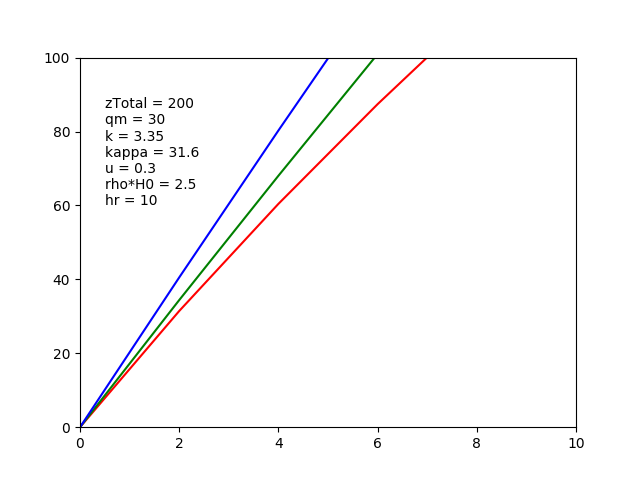 100
80
60
40
20
0
zTotal = 200
qm = 30
k = 3.35
kappa = 31.6
u = 0.3
rho*H0 = 2.5
hr = 10
0 2 4 6 8 10